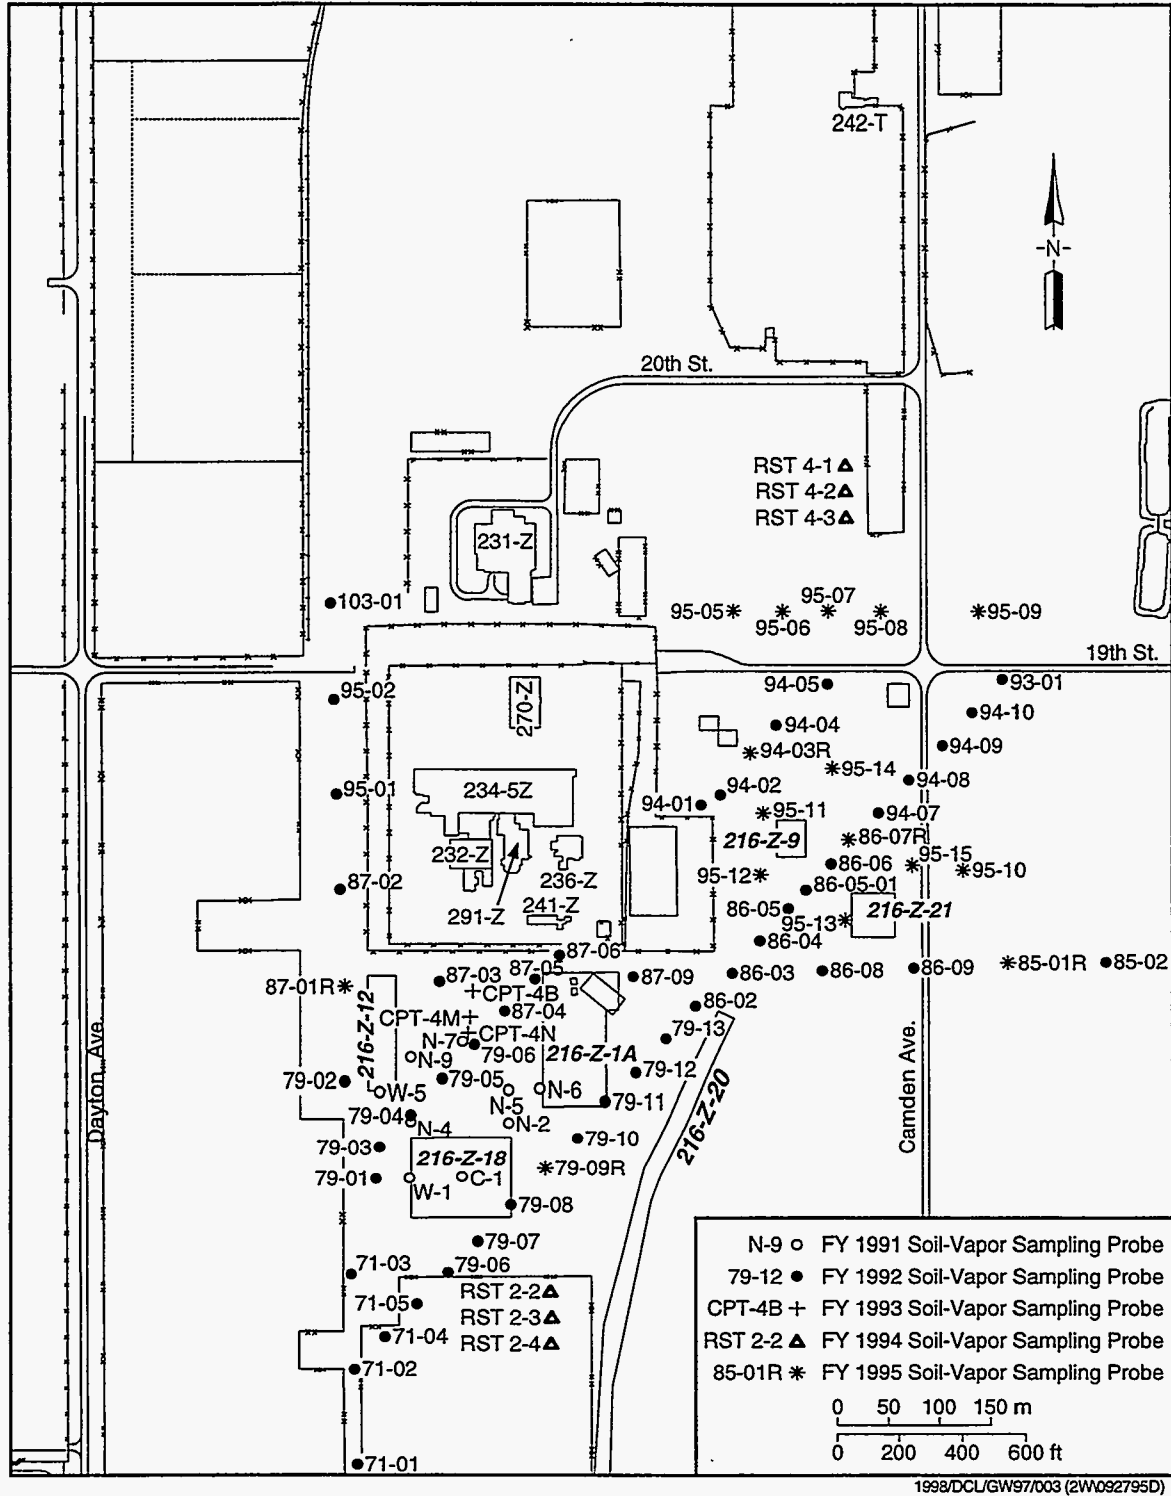 242-T
-N-
20th St.
RST 4-1
RST 4-2
RST 4-3
231-Z
103-01
95-05
95-06
95-07
95-08
95-09
19th St.
95-02
270-Z
94-05
93-01
94-10
94-04
94-09
94-03R
95-14
94-08
95-01
234-5Z
94-02
94-01
95-11
94-07
216-Z-9
86-07R
232-Z
95-15
86-06
95-10
236-Z
95-12
87-02
86-05-01
291-Z
241-Z
86-05
95-13
216-Z-21
86-04
87-06
87-03
87-05
87-09
86-03
86-08
86-09
85-01R
85-02
87-01R
CPT-4B
87-04
86-02
216-Z-12
CPT-4M
CPT-4N
N-7
79-06
N-9
216-Z-1A
79-13
79-12
79-02
79-05
W-5
N-5
N-6
79-11
216-Z-20
79-04
N-4
N-2
79-10
79-03
216-Z-18
79-09R
79-01
W-1
C-1
79-08
Dayton Ave.
Camden Ave.
79-07
71-03
79-06
RST 2-2
71-05
RST 2-3
71-04
RST 2-4
71-02
71-01
N-9 FY 1991 Soil-Vapor Sampling Probe
79-12 FY 1992 Soil-Vapor Sampling Probe
CPT-4B + FY 1993 Soil-Vapor Sampling Probe
RST 2-2 FY 1994 Soil-Vapor Sampling Probe
85-01R * FY 1995 Soil-Vapor Sampling Probe
0 50 100 150 m
0 200 400 600 ft
1998/DCL/GW97/003 (2W\092795D)